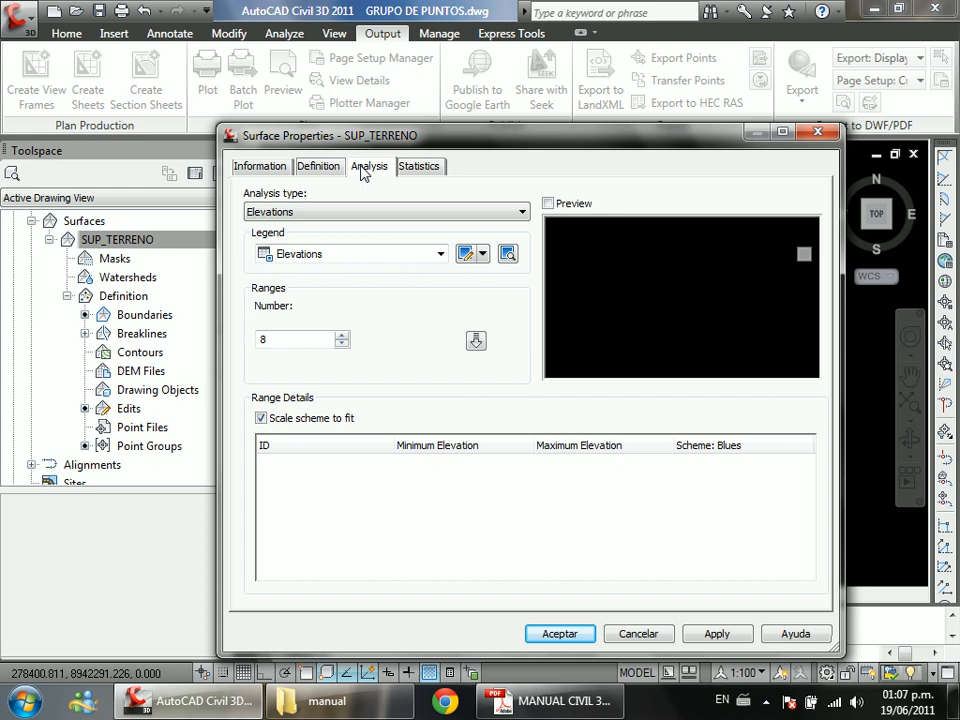 AutoCAD Civil 3D 2011 GRUPO DE PUNTOS.dwg
Type a keyword or phrase
3D
Home Insert Annotate Modify Analyze View Output Manage Express Tools
Create View Frames
Create Sheets
Create Section Sheets
Plot
Batch Plot
Preview
Page Setup Manager
View Details
Plotter Manager
Publish to Google Earth
Share with Seek
Export to LandXML
Export Points
Transfer Points
Export to HEC RAS
Export
Export: Display
Page Setup: C
Plan Production
to DWF/PDF
Toolspace
Active Drawing View
Surfaces
SUP_TERRENO
Masks
Watersheds
Definition
Boundaries
Breaklines
Contours
DEM Files
Drawing Objects
Edits
Point Files
Point Groups
Alignments
Sites
Surface Properties - SUP_TERRENO
Information Definition Analysis Statistics
Analysis type:
Elevations
Preview
Legend
Elevations
Ranges
Number:
8
Range Details
Scale scheme to fit
ID Minimum Elevation Maximum Elevation Scheme: Blues
Aceptar Cancelar Apply Ayuda
N
TOP
E
S
WCS
278400.811, 8942291.226, 0.000
MODEL
1:100
AutoCAD Civil 3D...
manual
MANUAL CIVIL 3...
EN
01:07 p.m.
19/06/2011